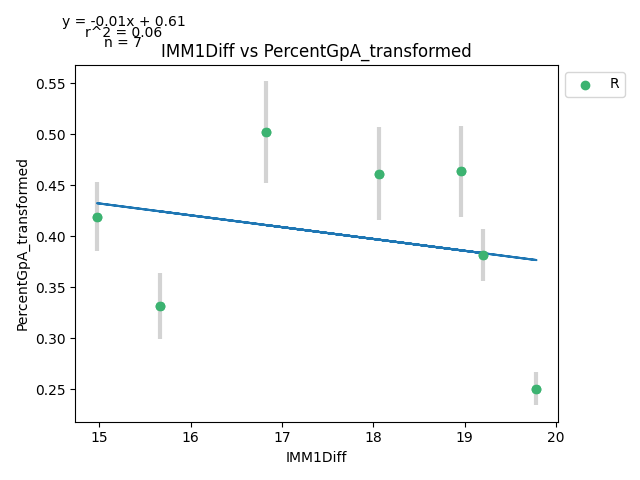 y = -0.01x + 0.61
r^2 = 0.06
n = 7
IMM1Diff vs PercentGpA_transformed
R
0.55
0.50
0.45
0.40
0.35
0.30
0.25
PercentGpA_transformed
15 16 17 18 19 20
IMM1Diff